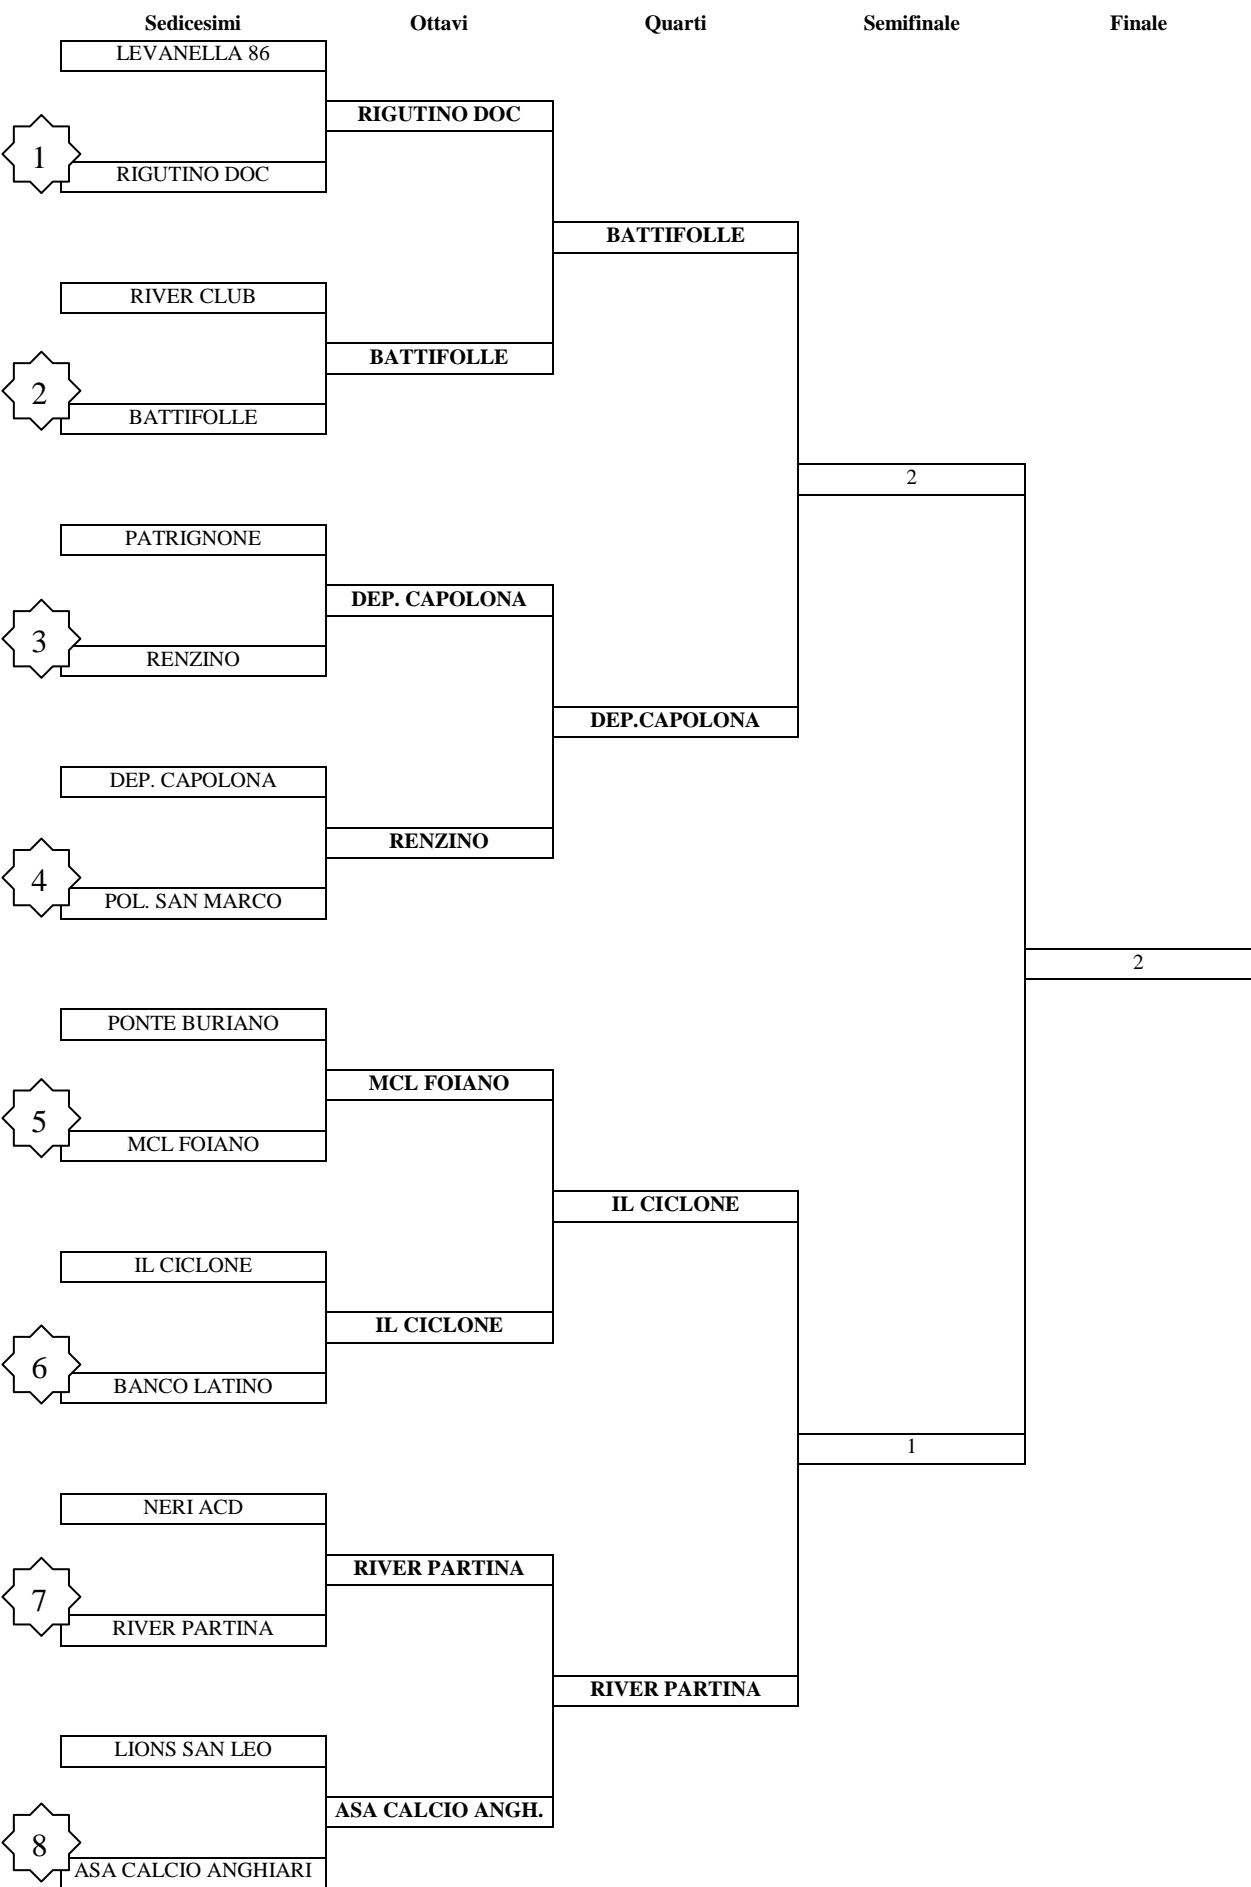 Sedicesimi Ottavi Quarti Semifinale Finale
LEVANELLA 86
RIGUTINO DOC
1
RIGUTINO DOC
BATTIFOLLE
RIVER CLUB
BATTIFOLLE
2
BATTIFOLLE
2
PATRIGNONE
DEP. CAPOLONA
3
RENZINO
DEP.CAPOLONA
DEP. CAPOLONA
RENZINO
4
POL. SAN MARCO
2
PONTE BURIANO
MCL FOIANO
5
MCL FOIANO
IL CICLONE
IL CICLONE
IL CICLONE
6
BANCO LATINO
1
NERI ACD
RIVER PARTINA
7
RIVER PARTINA
RIVER PARTINA
LIONS SAN LEO
ASA CALCIO ANGH.
8
ASA CALCIO ANGHIARI